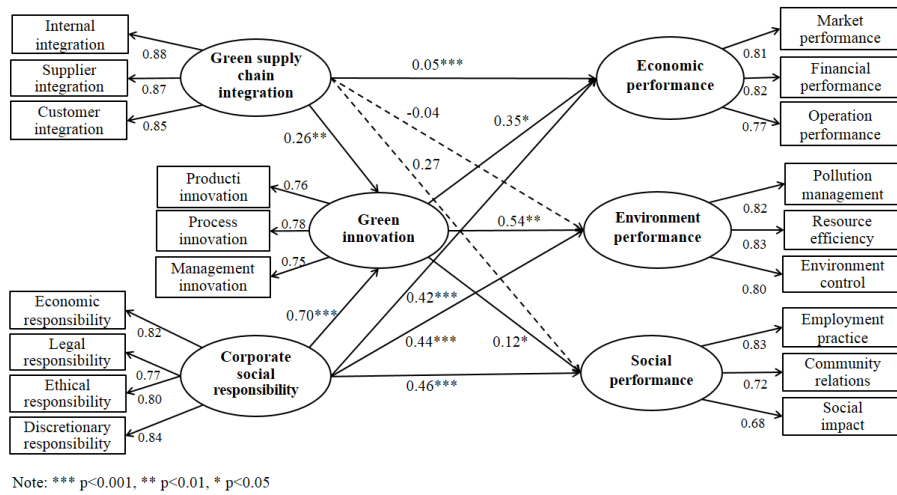 Internal
integration
Supplier
integration
Customer
integration
0.88
0.87
0.85
Green supply
chain
integration
0.05***
-0.04
0.27
0.26**
0.35*
Economic
performance
0.81
0.82
0.77
Market
performance
Financial
performance
Operation
performance
Producti
innovation
Process
innovation
Management
innovation
0.76
0.78
0.75
Green
innovation
0.54**
Environment
performance
0.82
0.83
0.80
Pollution
management
Resource
efficiency
Environment
control
Economic
responsibility
Legal
responsibility
Ethical
responsibility
Discretionary
responsibility
0.82
0.77
0.80
0.84
Corporate
social
responsibility
0.70***
0.42***
0.44***
0.12*
0.46***
Social
performance
0.83
0.72
0.68
Employment
practice
Community
relations
Social
impact
Note: *** p<0.001, ** p<0.01, * p<0.05